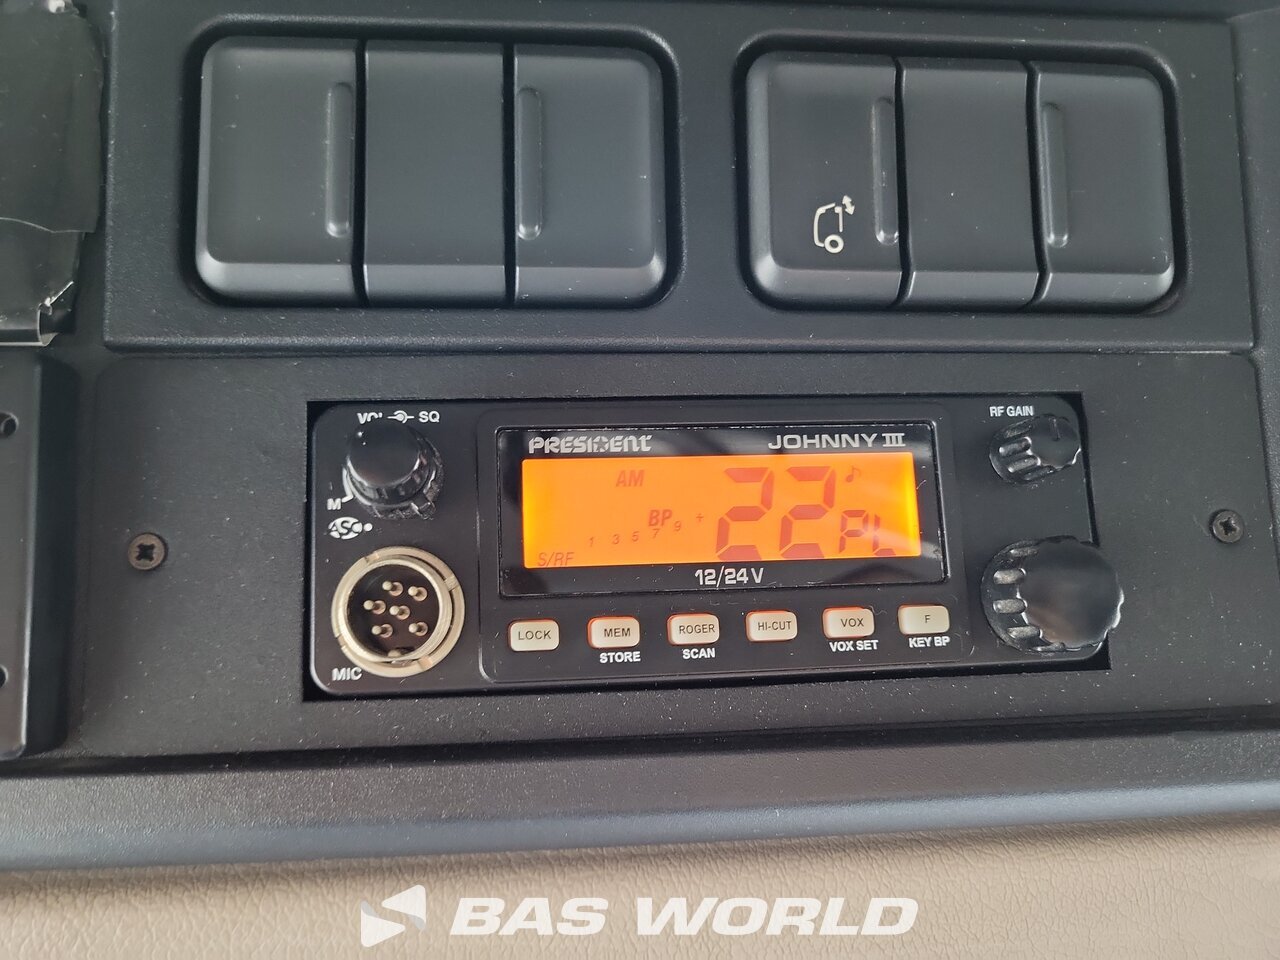 VOL SQ
RF GAIN
PRESIDENT JOHNNY III
AM
22
BP
+
PL
1 3 5 7 9
S/RF
M
ASC
12/24 V
LOCK MEM ROGER HI-CUT VOX F
STORE SCAN VOX SET KEY BP
MIC
BAS WORLD